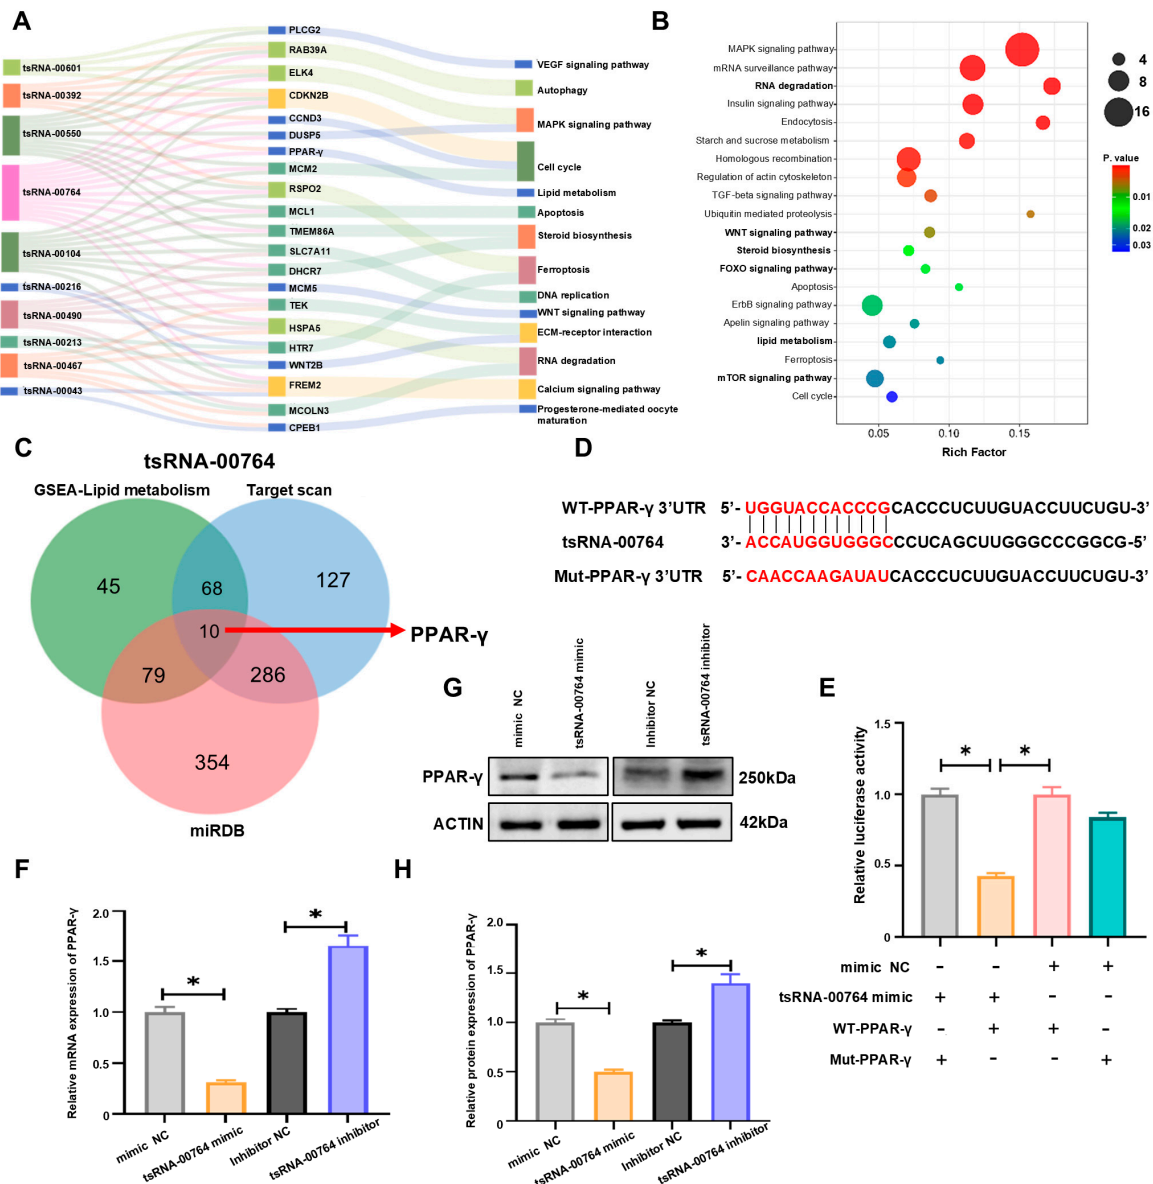 A
tsRNA-00601
tsRNA-00392
tsRNA-00550
tsRNA-00764
tsRNA-00104
tsRNA-00216
tsRNA-00490
tsRNA-00213
tsRNA-00467
tsRNA-00043
PLCG2
RAB39A
ELK4
CDKN2B
CCND3
DUSP5
PPAR-γ
MCM2
RSPO2
MCL1
TMEM86A
SLC7A11
DHCR7
MCM5
TEK
HSPA5
HTR7
WNT2B
FREM2
MCOLN3
CPEB1
VEGF signaling pathway
Autophagy
MAPK signaling pathway
Cell cycle
Lipid metabolism
Apoptosis
Steroid biosynthesis
Ferroptosis
DNA replication
WNT signaling pathway
ECM-receptor interaction
RNA degradation
Calcium signaling pathway
Progesterone-mediated oocyte
maturation
B
MAPK signaling pathway
mRNA surveillance pathway
RNA degradation
Insulin signaling pathway
Endocytosis
Starch and sucrose metabolism
Homologous recombination
Regulation of actin cytoskeleton
TGF-beta signaling pathway
Ubiquitin mediated proteolysis
WNT signaling pathway
Steroid biosynthesis
FOXO signaling pathway
Apoptosis
ErbB signaling pathway
Apelin signaling pathway
lipid metabolism
Ferroptosis
mTOR signaling pathway
Cell cycle
0.05 0.10 0.15
Rich Factor
4
8
16
P. value
0.01
0.02
0.03
C
tsRNA-00764
GSEA-Lipid metabolism Target scan
45 68 127
10
PPAR-γ
79 286
354
miRDB
D
WT-PPAR-γ 3’UTR 5’- UGGUACCACCCGCACCCUCUUGUACCUUCUGU-3’
tsRNA-00764 3’- ACCAUGGUGGGCCCUCAGCUUGGGCCCGGCG-5’
Mut-PPAR-γ 3’UTR 5’- CAACCAAGAUAUCACCCUCUUGUACCUUCUGU-3’
G
mimic NC
tsRNA-00764 mimic
Inhibitor NC
tsRNA-00764 inhibitor
PPAR-γ 250kDa
ACTIN 42kDa
E
Relative luciferase activity
1.5
1.0
0.5
0
* *
mimic NC - - + +
tsRNA-00764 mimic + + - -
WT-PPAR-γ - + + -
Mut-PPAR-γ + - - +
F
Relative mRNA expression of PPAR-γ
2.0
1.5
1.0
0.5
0
* *
mimic NC
tsRNA-00764 mimic
Inhibitor NC
tsRNA-00764 inhibitor
H
Relative protein expression of PPAR-γ
2.0
1.5
1.0
0.5
0
* *
mimic NC
tsRNA-00764 mimic
Inhibitor NC
tsRNA-00764 inhibitor